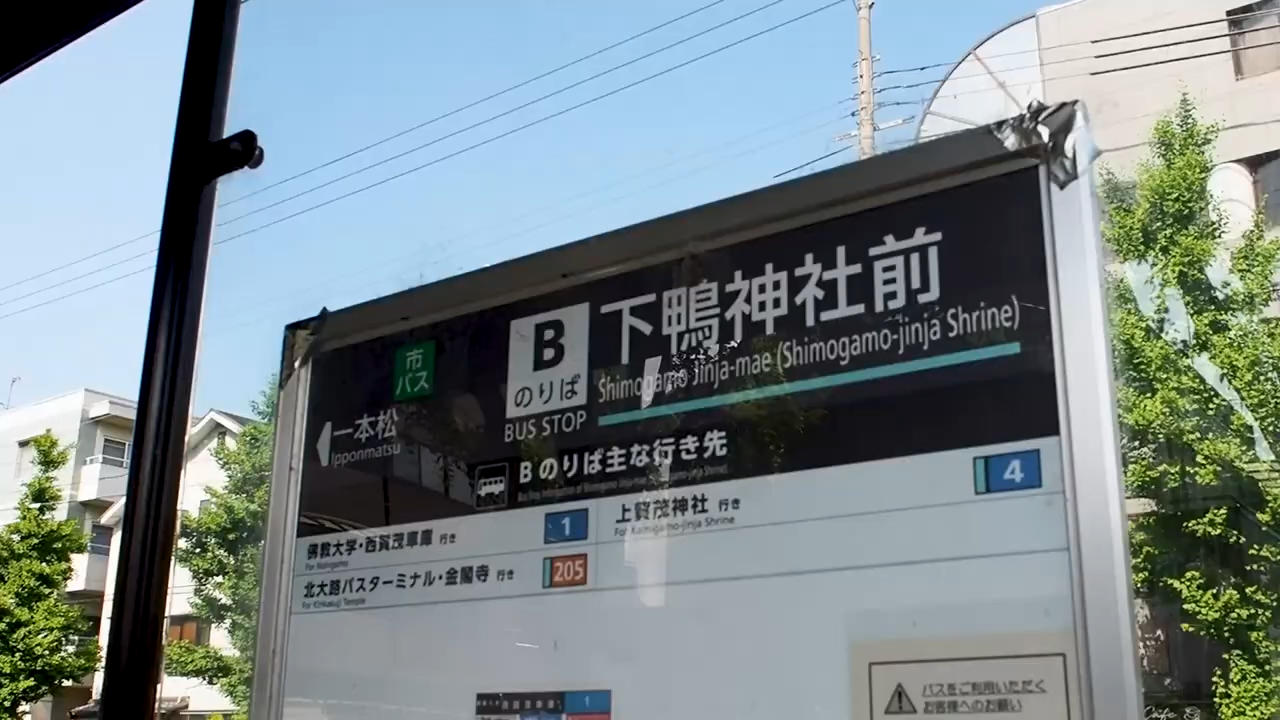 市
バス
B
のりば
BUS STOP
下鴨神社前
Shimogamo Jinja-mae (Shimogamo-jinja Shrine)
一本松
Ipponmatsu
Bのりば主な行き先
佛教大学・西賀茂車庫 行き
1
上賀茂神社 行き
For Kamigamo-jinja Shrine
4
北大路バスターミナル・金閣寺 行き
For Kinkakuji Temple
205
バスをご利用いただく
お客様へのお願い